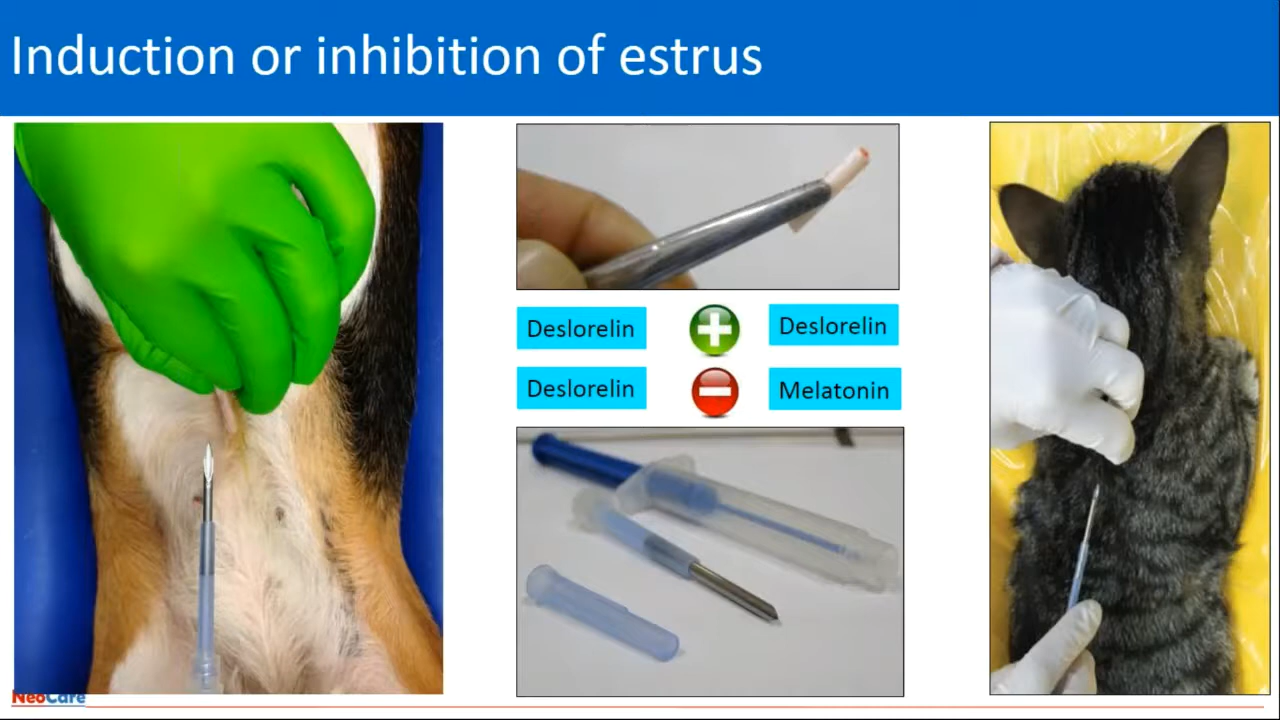 Induction or inhibition of estrus
Deslorelin
Deslorelin
Deslorelin
Melatonin
NeoCare